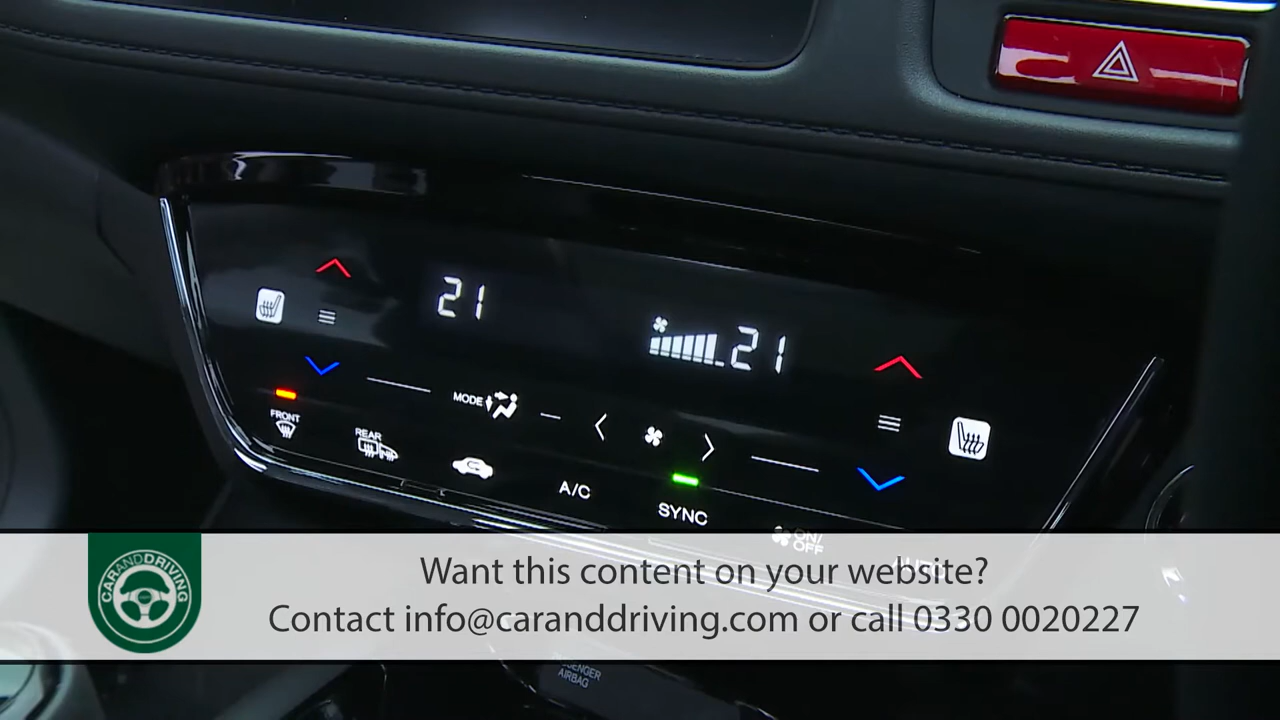 21
21
MODE
FRONT
REAR
A/C
SYNC
ON/
OFF
AUTO
Want this content on your website?
Contact info@caranddriving.com or call 0330 0020227
CARANDDRIVING
PASSENGER
AIRBAG